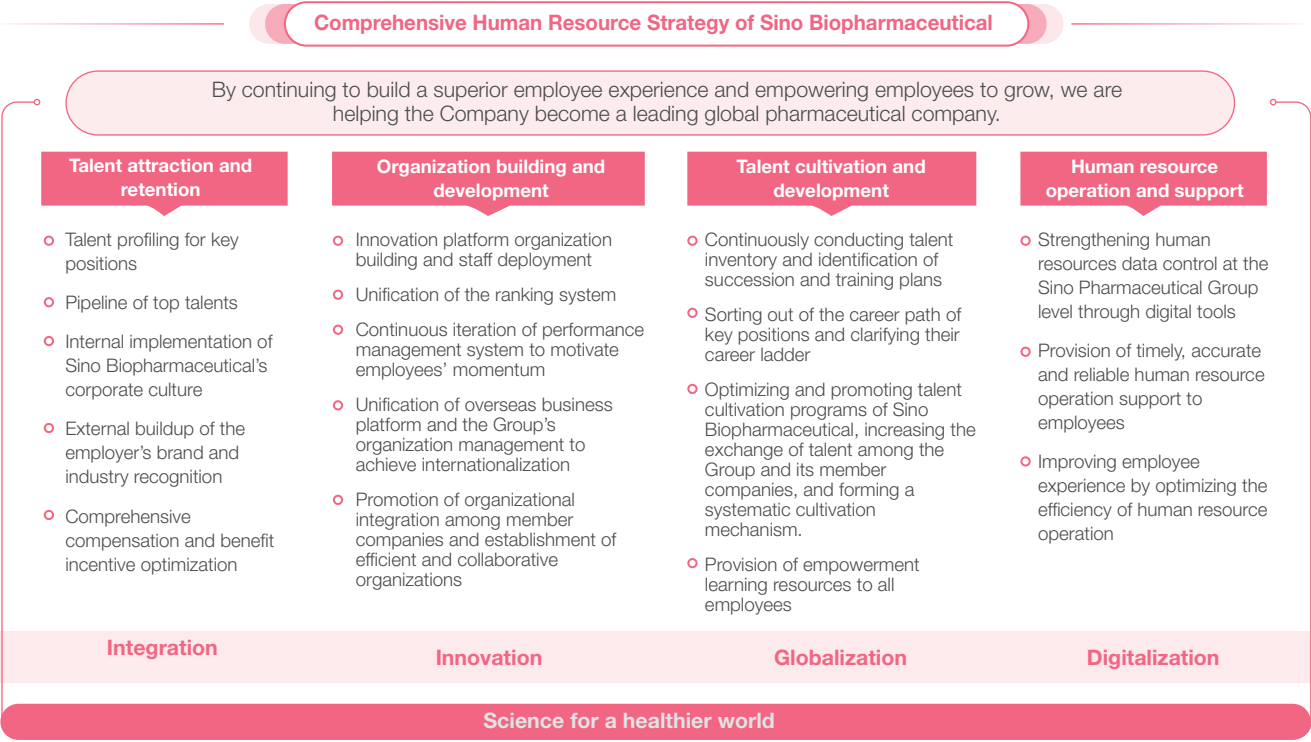 Comprehensive Human Resource Strategy of Sino Biopharmaceutical
By continuing to build a superior employee experience and empowering employees to grow, we are
helping the Company become a leading global pharmaceutical company.
Talent attraction and
retention
Talent profiling for key
positions
Pipeline of top talents
Internal implementation of
Sino Biopharmaceutical’s
corporate culture
External buildup of the
employer’s brand and
industry recognition
Comprehensive
compensation and benefit
incentive optimization
Organization building and
development
Innovation platform organization
building and staff deployment
Unification of the ranking system
Continuous iteration of performance
management system to motivate
employees’ momentum
Unification of overseas business
platform and the Group’s
organization management to
achieve internationalization
Promotion of organizational
integration among member
companies and establishment of
efficient and collaborative
organizations
Talent cultivation and
development
Continuously conducting talent
inventory and identification of
succession and training plans
Sorting out of the career path of
key positions and clarifying their
career ladder
Optimizing and promoting talent
cultivation programs of Sino
Biopharmaceutical, increasing the
exchange of talent among the
Group and its member
companies, and forming a
systematic cultivation
mechanism.
Provision of empowerment
learning resources to all
employees
Human resource
operation and support
Strengthening human
resources data control at the
Sino Pharmaceutical Group
level through digital tools
Provision of timely, accurate
and reliable human resource
operation support to
employees
Improving employee
experience by optimizing the
efficiency of human resource
operation
Integration
Innovation
Globalization
Digitalization
Science for a healthier world